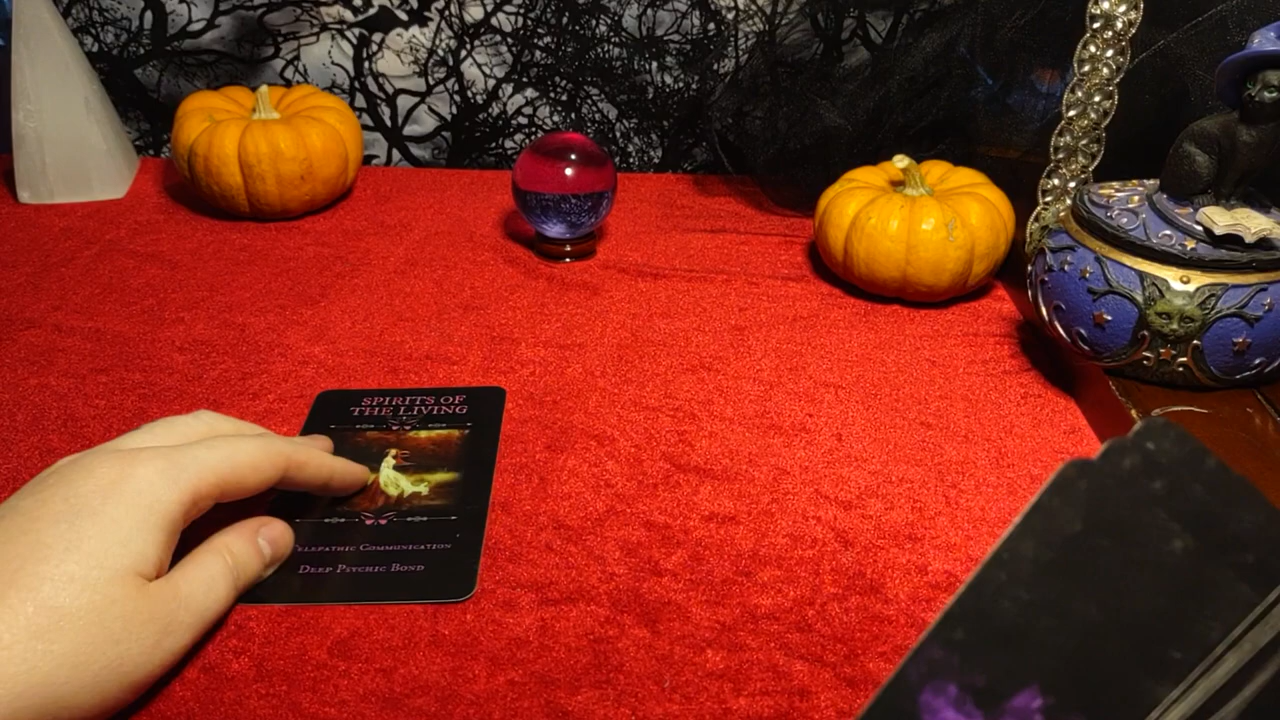 SPIRITS OF
THE LIVING
TELEPATHIC COMMUNICATION
DEEP PSYCHIC BOND